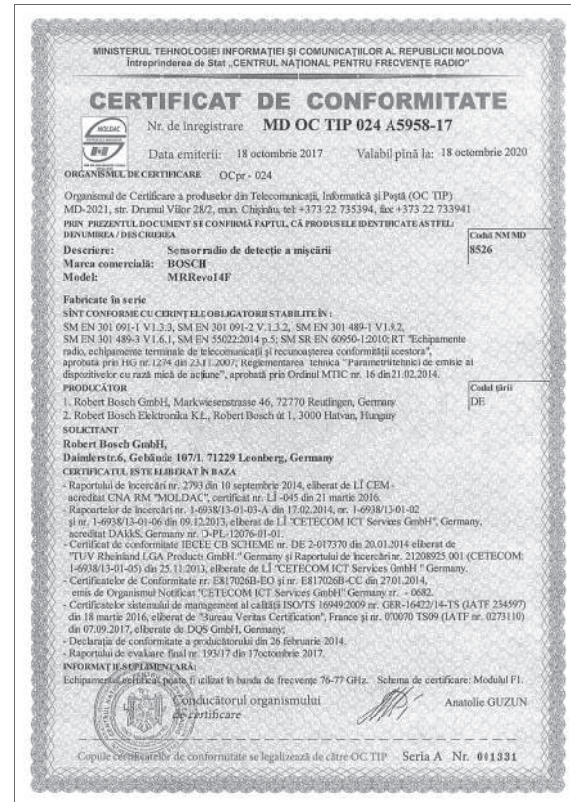 MINISTERUL TEHNOLOGIEI INFORMAȚIEI ȘI COMUNICAȚIILOR AL REPUBLICII MOLDOVA
Întreprinderea de Stat „CENTRUL NAȚIONAL PENTRU FRECVENȚE RADIO"
CERTIFICAT DE CONFORMITATE
MOLDAC
Nr. de înregistrare MD OC TIP 024 A5958-17
Data emiterii: 18 octombrie 2017 Valabil pînă la: 18 octombrie 2020
ORGANISMUL DE CERTIFICARE OCpr - 024
Organismul de Certificare a produselor din Telecomunicații, Informatică și Poștă (OC TIP)
MD-2021, str. Drumul Viilor 28/2, mun. Chișinău, tel: +373 22 735394, fax +373 22 733941
PRIN PREZENTUL DOCUMENT SE CONFIRMĂ FAPTUL, CĂ PRODUSELE IDENTIFICATE ASTFEL:
DENUMIREA / DESCRIEREA Codul NM MD
Descriere: Sensor radio de detecție a mișcării 8526
Marca comercială: BOSCH
Model: MRRevo14F
Fabricate în serie
SÎNT CONFORME CU CERINȚELE OBLIGATORII STABILITE ÎN :
SM EN 301 091-1 V1.3.3, SM EN 301 091-2 V.1.3.2, SM EN 301 489-1 V1.9.2,
SM EN 301 489-3 V1.6.1, SM EN 55022:2014 p.5; SM SR EN 60950-1:2010; RT "Echipamente
radio, echipamente terminale de telecomunicații și recunoașterea conformității acestora",
aprobată prin HG nr.1274 din 23.11.2007; Reglementarea tehnică "Parametrii tehnici de emisie al
dispozitivelor cu rază mică de acțiune", aprobată prin Ordinul MTIC nr. 16 din 21.02.2014.
PRODUCĂTOR Codul țării
1. Robert Bosch GmbH, Markwiesenstrasse 46, 72770 Reutlingen, Germany DE
2. Robert Bosch Elektronika Kft., Robert Bosch út 1, 3000 Hatvan, Hungary
SOLICITANT
Robert Bosch GmbH,
Daimlerstr.6, Gebäude 107/1, 71229 Leonberg, Germany
CERTIFICATUL ESTE ELIBERAT ÎN BAZA
- Raportului de încercări nr. 2793 din 10 septembrie 2014, eliberat de LÎ CEM -
acreditat CNA RM "MOLDAC", certificat nr. LÎ -045 din 21 martie 2016.
- Rapoartelor de încercări nr. 1-6938/13-01-03-A din 17.02.2014, nr. 1-6938/13-01-02
și nr. 1-6938/13-01-06 din 09.12.2013, eliberate de LÎ "CETECOM ICT Services GmbH", Germany,
acreditat DAkkS, Germany nr. D-PL-12076-01-01.
- Certificat de conformitate IECEE CB SCHEME nr. DE 2-017370 din 20.01.2014 eliberat de
"TUV Rheinland LGA Products GmbH." Germany și Raportului de încercări nr. 21208925 001 (CETECOM:
1-6938/13-01-05) din 25.11.2013, eliberate de LÎ "CETECOM ICT Services GmbH " Germany.
- Certificatelor de Conformitate nr. E817026B-EO și nr. E817026B-CC din 27.01.2014,
emis de Organismul Notificat "CETECOM ICT Services GmbH" Germany nr. - 0682.
- Certificatelor sistemului de management al calității ISO/TS 16949:2009 nr. GER-16422/14-TS (IATF 234597)
din 18 martie 2016, eliberat de "Bureau Veritas Certification", France și nr. 070070 TS09 (IATF nr. 0273110)
din 07.09.2017, eliberate de DQS GmbH, Germany;
- Declarația de conformitate a producătorului din 26 februarie 2014.
- Raportului de evaluare final nr. 193/17 din 17octombrie 2017.
INFORMAȚII SUPLIMENTARĂ:
Echipamentul certificat poate fi utilizat în banda de frecvențe 76-77 GHz. Schema de certificare: Modulul F1.
Conducătorul organismului
de certificare Anatolie GUZUN
Copiile certificatelor de conformitate se legalizează de către OC TIP Seria A Nr. 001331